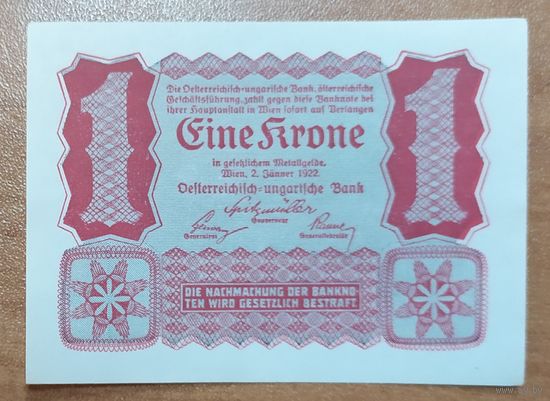 1
1
Die Oesterreichisch-ungarische Bank, österreichische
Geschäftsführung, zahlt gegen diese Banknote bei
ihrer Hauptanstalt in Wien sofort auf Verlangen
Eine Krone
in gesetzlichem Metallgelde.
Wien, 2. Jänner 1922.
Oesterreichisch-ungarische Bank
Spitzmüller
Gouverneur
Generalrat
Generalsekretär
DIE NACHMACHUNG DER BANKNO-
TEN WIRD GESETZLICH BESTRAFT.